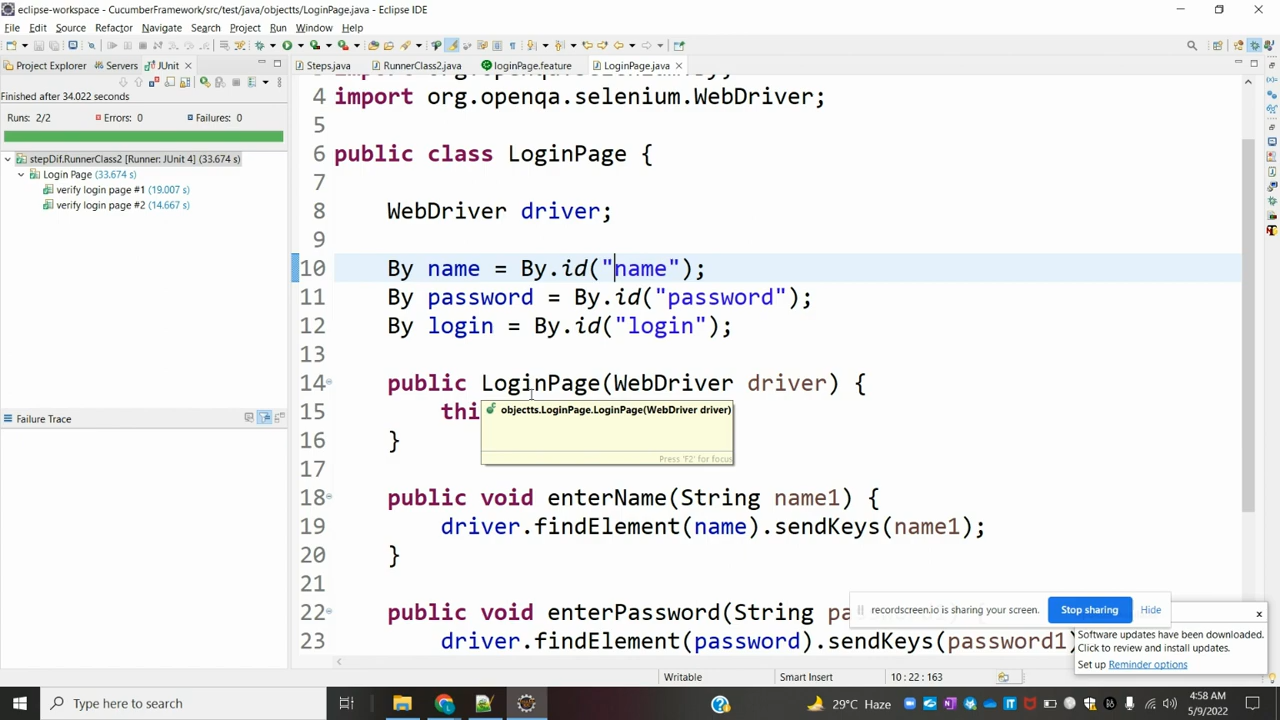 eclipse-workspace - CucumberFramework/src/test/java/objectts/LoginPage.java - Eclipse IDE
File Edit Source Refactor Navigate Search Project Run Window Help
Project Explorer Servers JUnit
Finished after 34.022 seconds
Runs: 2/2 Errors: 0 Failures: 0
stepDif.RunnerClass2 [Runner: JUnit 4] (33.674 s)
Login Page (33.674 s)
verify login page #1 (19.007 s)
verify login page #2 (14.667 s)
Failure Trace
Steps.java RunnerClass2.java loginPage.feature LoginPage.java
4 import org.openqa.selenium.WebDriver;
5
6 public class LoginPage {
7
8 WebDriver driver;
9
10 By name = By.id("name");
11 By password = By.id("password");
12 By login = By.id("login");
13
14 public LoginPage(WebDriver driver) {
objectts.LoginPage.LoginPage(WebDriver driver)
15 thi
16 }
Press 'F2' for focus
17
18 public void enterName(String name1) {
19 driver.findElement(name).sendKeys(name1);
20 }
21
22 public void enterPassword(String
23 driver.findElement(password).sendKeys(password1)
recordscreen.io is sharing your screen. Stop sharing Hide
Software updates have been downloaded.
Click to review and install updates.
Set up Reminder options
Writable Smart Insert 10 : 22 : 163
Type here to search
29°C Haze
4:58 AM
5/9/2022